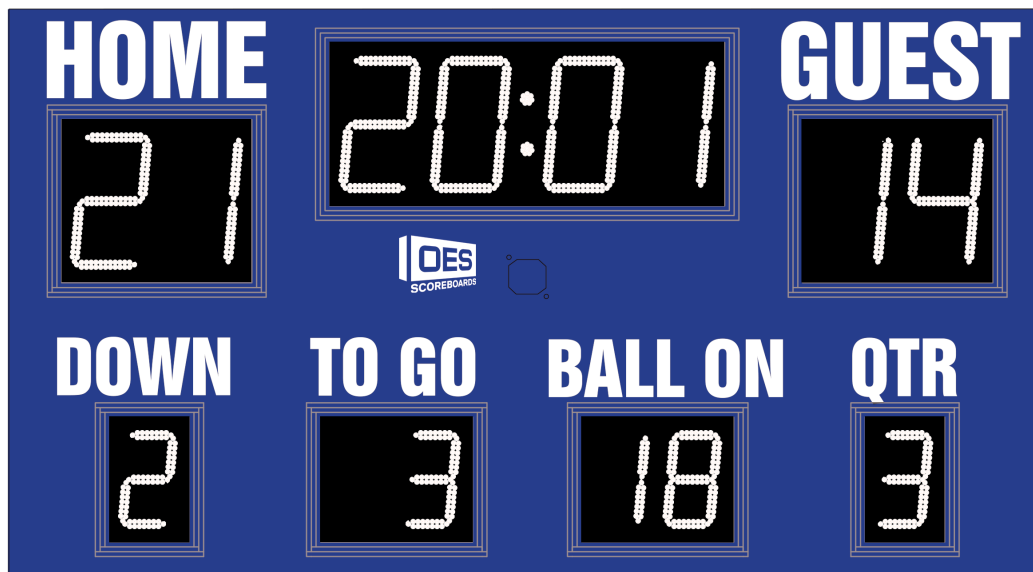 HOME 20:01 GUEST
21 14
OES
SCOREBOARDS
DOWN TO GO BALL ON QTR
2 3 18 3